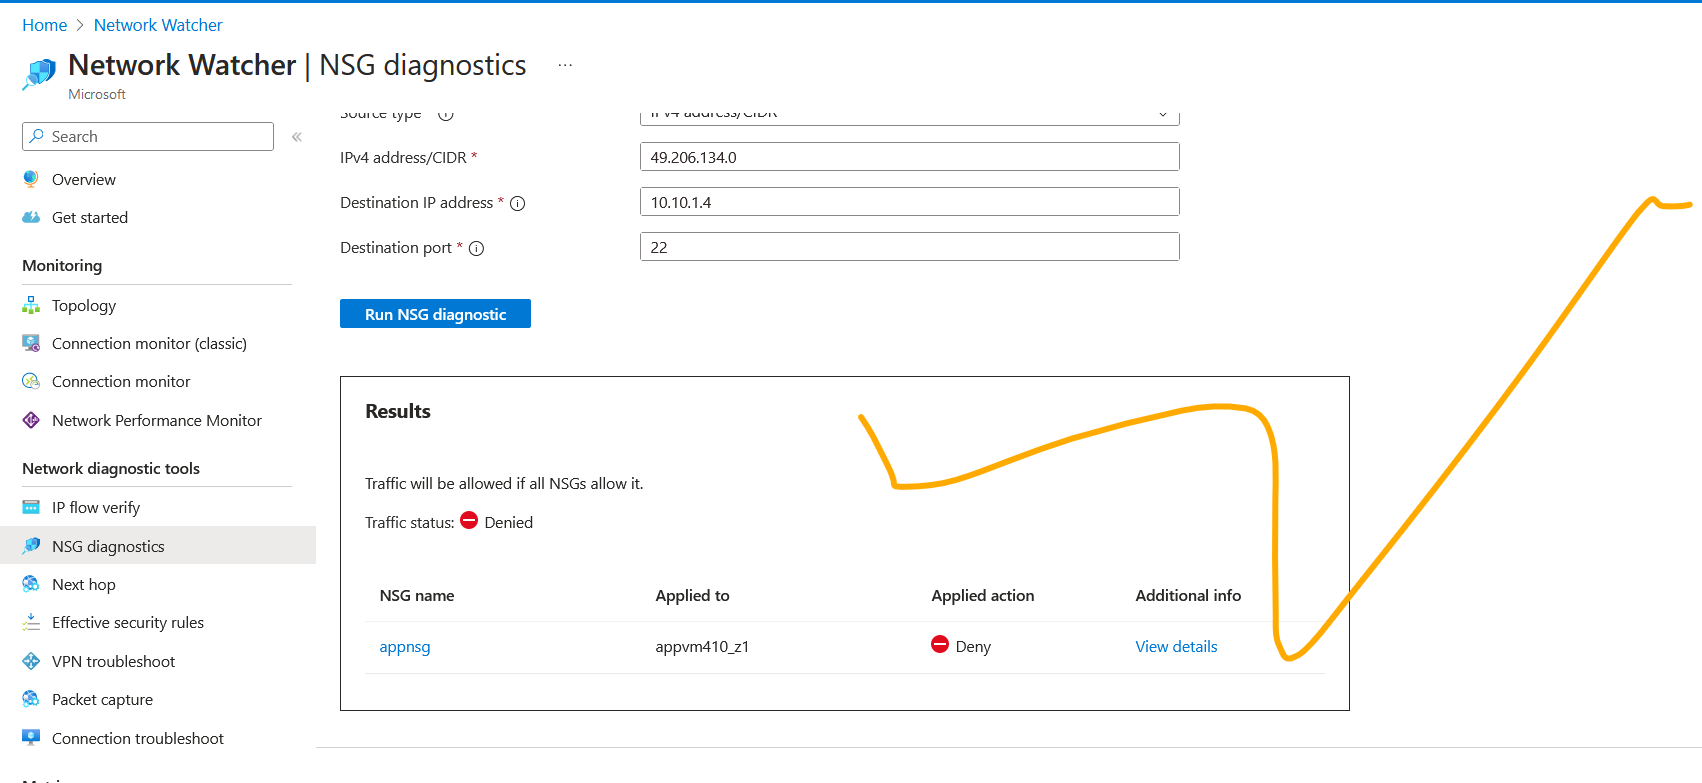 Home > Network Watcher
Network Watcher | NSG diagnostics ...
Microsoft
Search «
Overview
Get started
Monitoring
Topology
Connection monitor (classic)
Connection monitor
Network Performance Monitor
Network diagnostic tools
IP flow verify
NSG diagnostics
Next hop
Effective security rules
VPN troubleshoot
Packet capture
Connection troubleshoot
Source type IPv4 address/CIDR
IPv4 address/CIDR * 49.206.134.0
Destination IP address * 10.10.1.4
Destination port * 22
Run NSG diagnostic
Results
Traffic will be allowed if all NSGs allow it.
Traffic status: Denied
NSG name Applied to Applied action Additional info
appnsg appvm410_z1 Deny View details